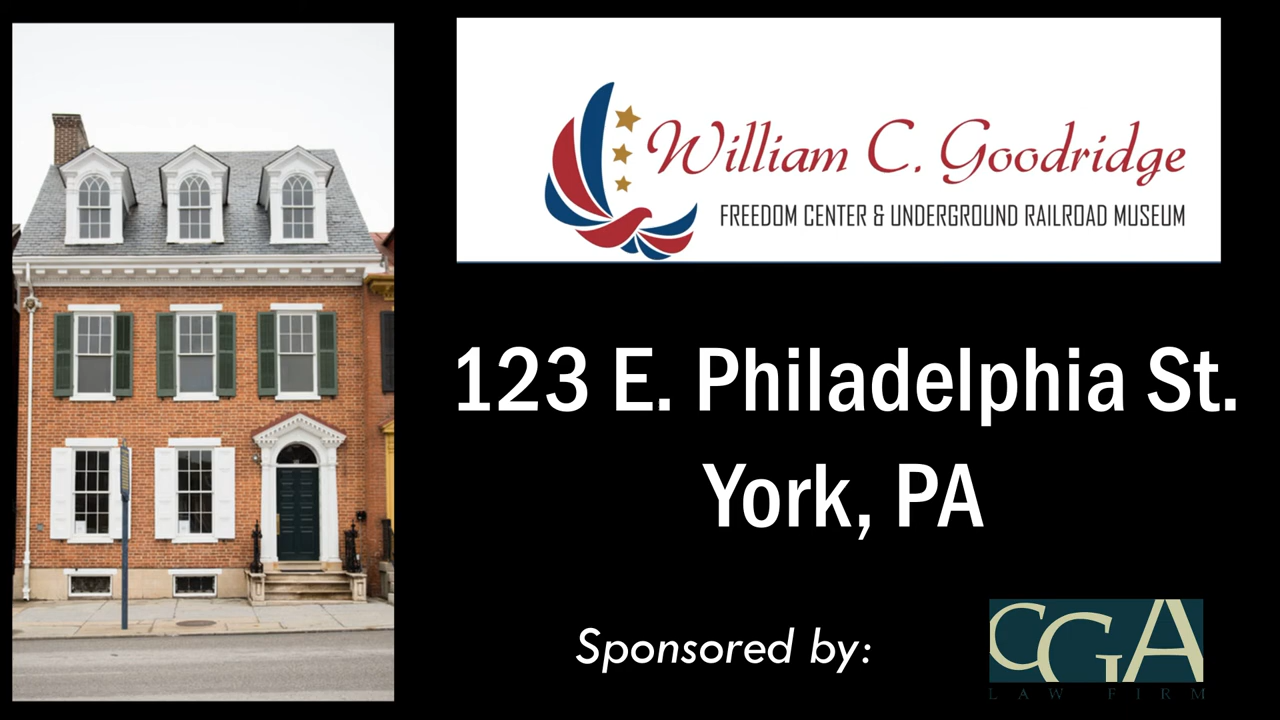 William C. Goodridge
FREEDOM CENTER & UNDERGROUND RAILROAD MUSEUM
123 E. Philadelphia St.
York, PA
Sponsored by:
CGA
LAW FIRM